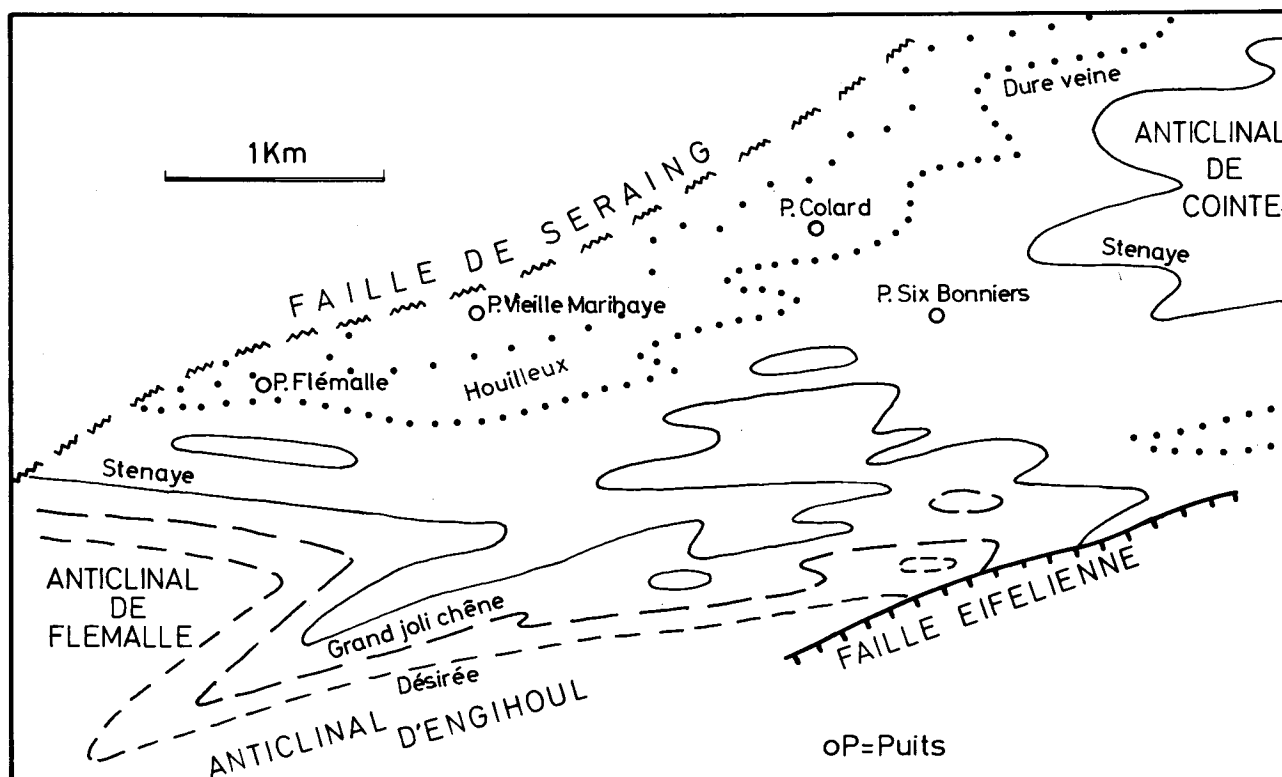 Dure veine
1Km
ANTICLINAL
DE
COINTE
FAILLE DE SERAING
P. Colard
Stenaye
P. Six Bonniers
P. Vieille Marihaye
P. Flémalle
Houilleux
Stenaye
ANTICLINAL
DE
FLEMALLE
Grand joli chêne
Désirée
FAILLE EIFELIENNE
ANTICLINAL D'ENGIHOUL
oP=Puits